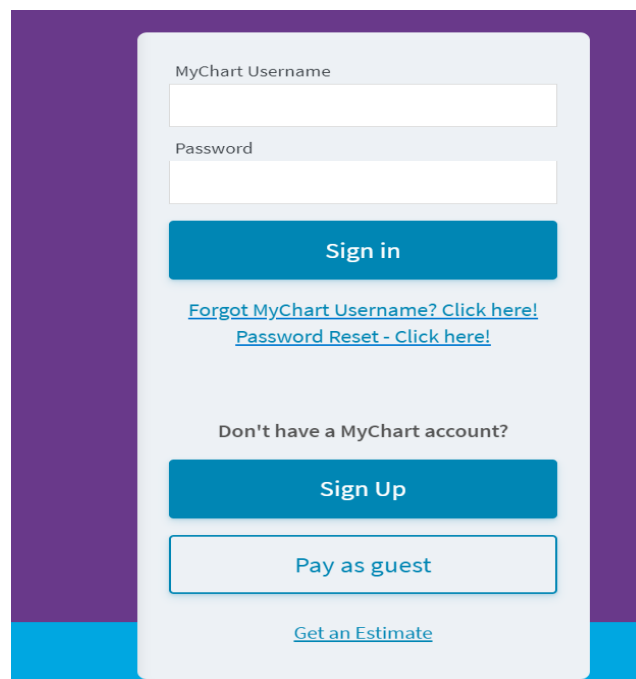 MyChart Username
Password
Sign in
Forgot MyChart Username? Click here!
Password Reset - Click here!
Don't have a MyChart account?
Sign Up
Pay as guest
Get an Estimate